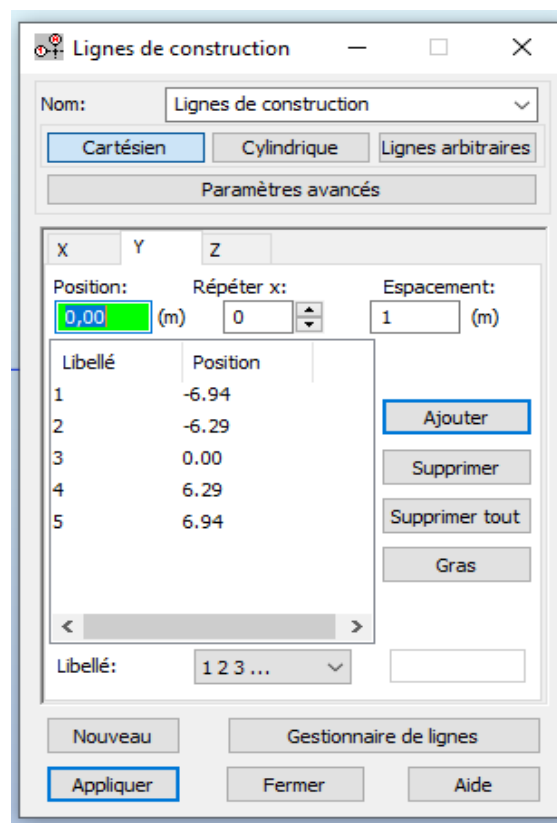 Lignes de construction
Nom: Lignes de construction
Cartésien Cylindrique Lignes arbitraires
Paramètres avancés
X Y Z
Position: Répéter x: Espacement:
0,00 (m) 0 1 (m)
Libellé Position
1 -6.94
2 -6.29
3 0.00
4 6.29
5 6.94
Ajouter
Supprimer
Supprimer tout
Gras
Libellé: 1 2 3 ...
Nouveau Gestionnaire de lignes
Appliquer Fermer Aide